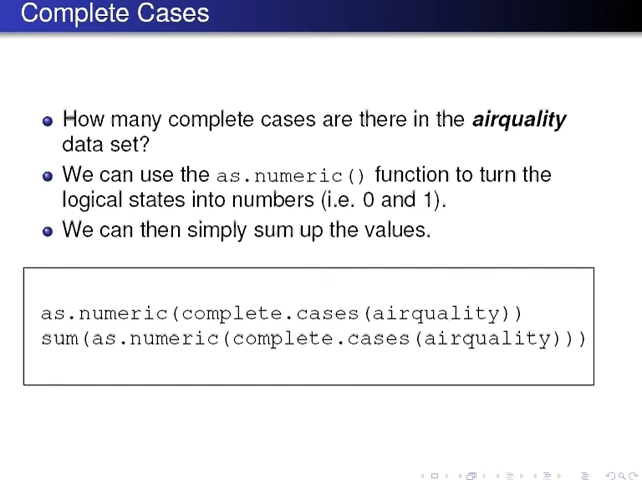 Complete Cases
How many complete cases are there in the airquality
data set?
We can use the as.numeric() function to turn the
logical states into numbers (i.e. 0 and 1).
We can then simply sum up the values.
as.numeric(complete.cases(airquality))
sum(as.numeric(complete.cases(airquality)))